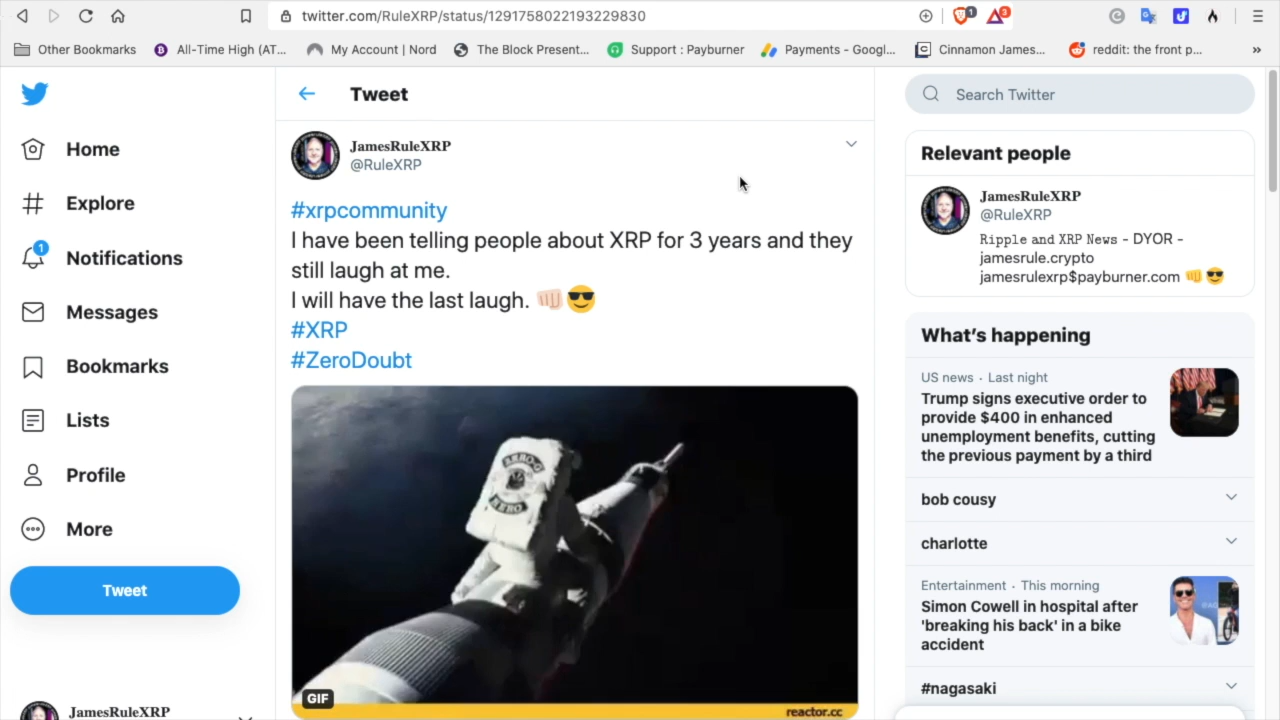 twitter.com/RuleXRP/status/1291758022193229830
1
3
Other Bookmarks
All-Time High (AT...
My Account | Nord
The Block Present...
Support : Payburner
Payments - Googl...
Cinnamon James...
reddit: the front p...
»
Home
Explore
1
Notifications
Messages
Bookmarks
Lists
Profile
More
Tweet
JamesRuleXRP
Tweet
JamesRuleXRP
@RuleXRP
#xrpcommunity
I have been telling people about XRP for 3 years and they
still laugh at me.
I will have the last laugh. 👊🏻😎
#XRP
#ZeroDoubt
GIF
reactor.cc
Search Twitter
Relevant people
JamesRuleXRP
@RuleXRP
Ripple and XRP News - DYOR -
jamesrule.crypto
jamesrulexrp$payburner.com 👊😎
What's happening
US news · Last night
Trump signs executive order to
provide $400 in enhanced
unemployment benefits, cutting
the previous payment by a third
bob cousy
charlotte
Entertainment · This morning
Simon Cowell in hospital after
'breaking his back' in a bike
accident
#nagasaki